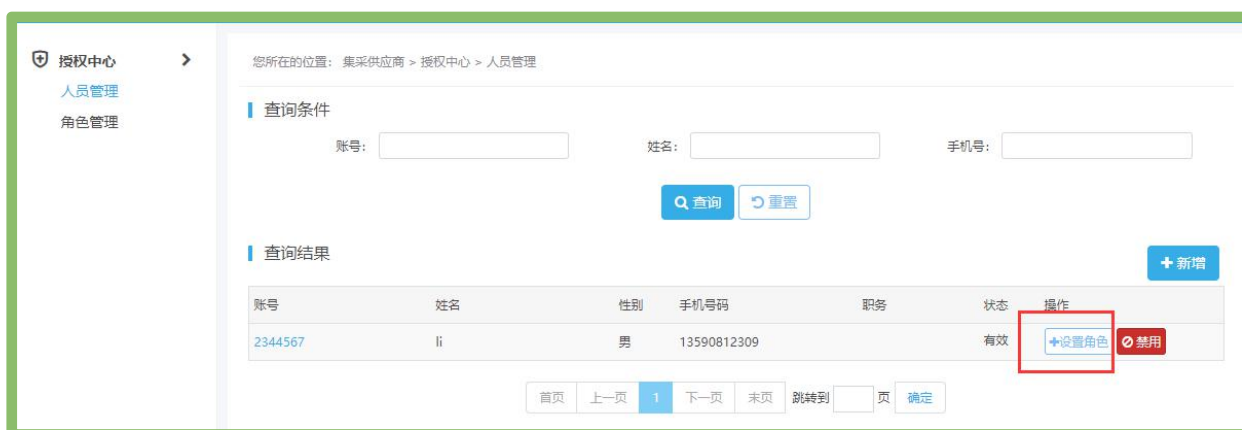 授权中心
人员管理
角色管理
您所在的位置: 集采供应商 > 授权中心 > 人员管理
查询条件
账号: 姓名: 手机号:
查询 重置
查询结果
新增
账号 姓名 性别 手机号码 职务 状态 操作
2344567 li 男 13590812309 有效 设置角色 禁用
首页 上一页 1 下一页 末页 跳转到 页 确定